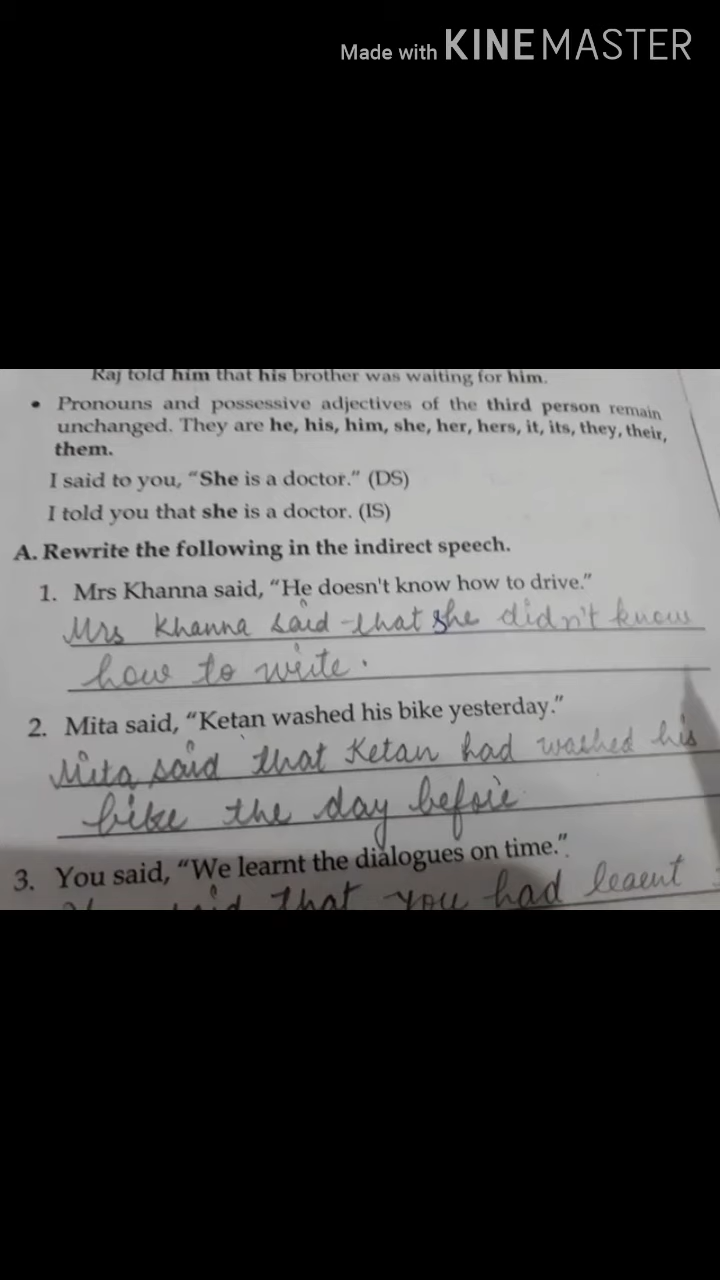 Made with KINEMASTER
Raj told him that his brother was waiting for him.
• Pronouns and possessive adjectives of the third person remain
unchanged. They are he, his, him, she, her, hers, it, its, they, their,
them.
I said to you, “She is a doctor.” (DS)
I told you that she is a doctor. (IS)
A. Rewrite the following in the indirect speech.
1. Mrs Khanna said, “He doesn't know how to drive.”
Mrs Khanna said that she didn't know
how to write.
2. Mita said, “Ketan washed his bike yesterday.”
Mita said that Ketan had washed his
bike the day before
3. You said, “We learnt the dialogues on time.”
that you had learnt